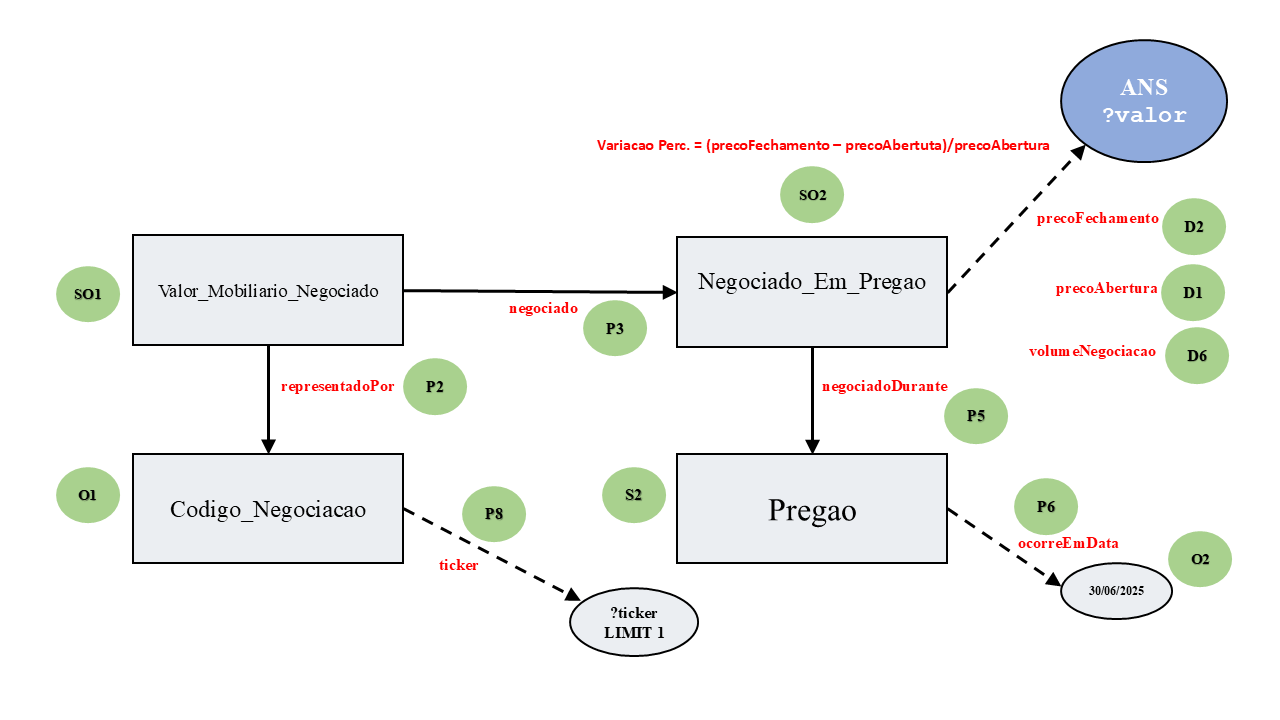 ANS
?valor
Variacao Perc. = (precoFechamento – precoAbertuta)/precoAbertura
SO2
precoFechamento
D2
SO1
Valor_Mobiliario_Negociado
Negociado_Em_Pregao
precoAbertura
D1
negociado
P3
volumeNegociacao
D6
representadoPor
P2
negociadoDurante
P5
O1
Codigo_Negociacao
P8
ticker
S2
Pregao
P6
ocorreEmData
O2
30/06/2025
?ticker
LIMIT 1